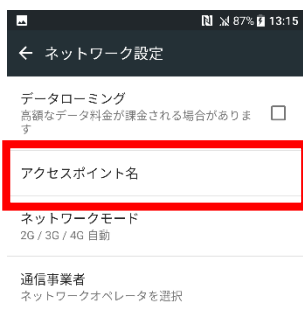 87% 13:15
← ネットワーク設定
データローミング
高額なデータ料金が課金される場合がありま
す
アクセスポイント名
ネットワークモード
2G / 3G / 4G 自動
通信事業者
ネットワークオペレータを選択